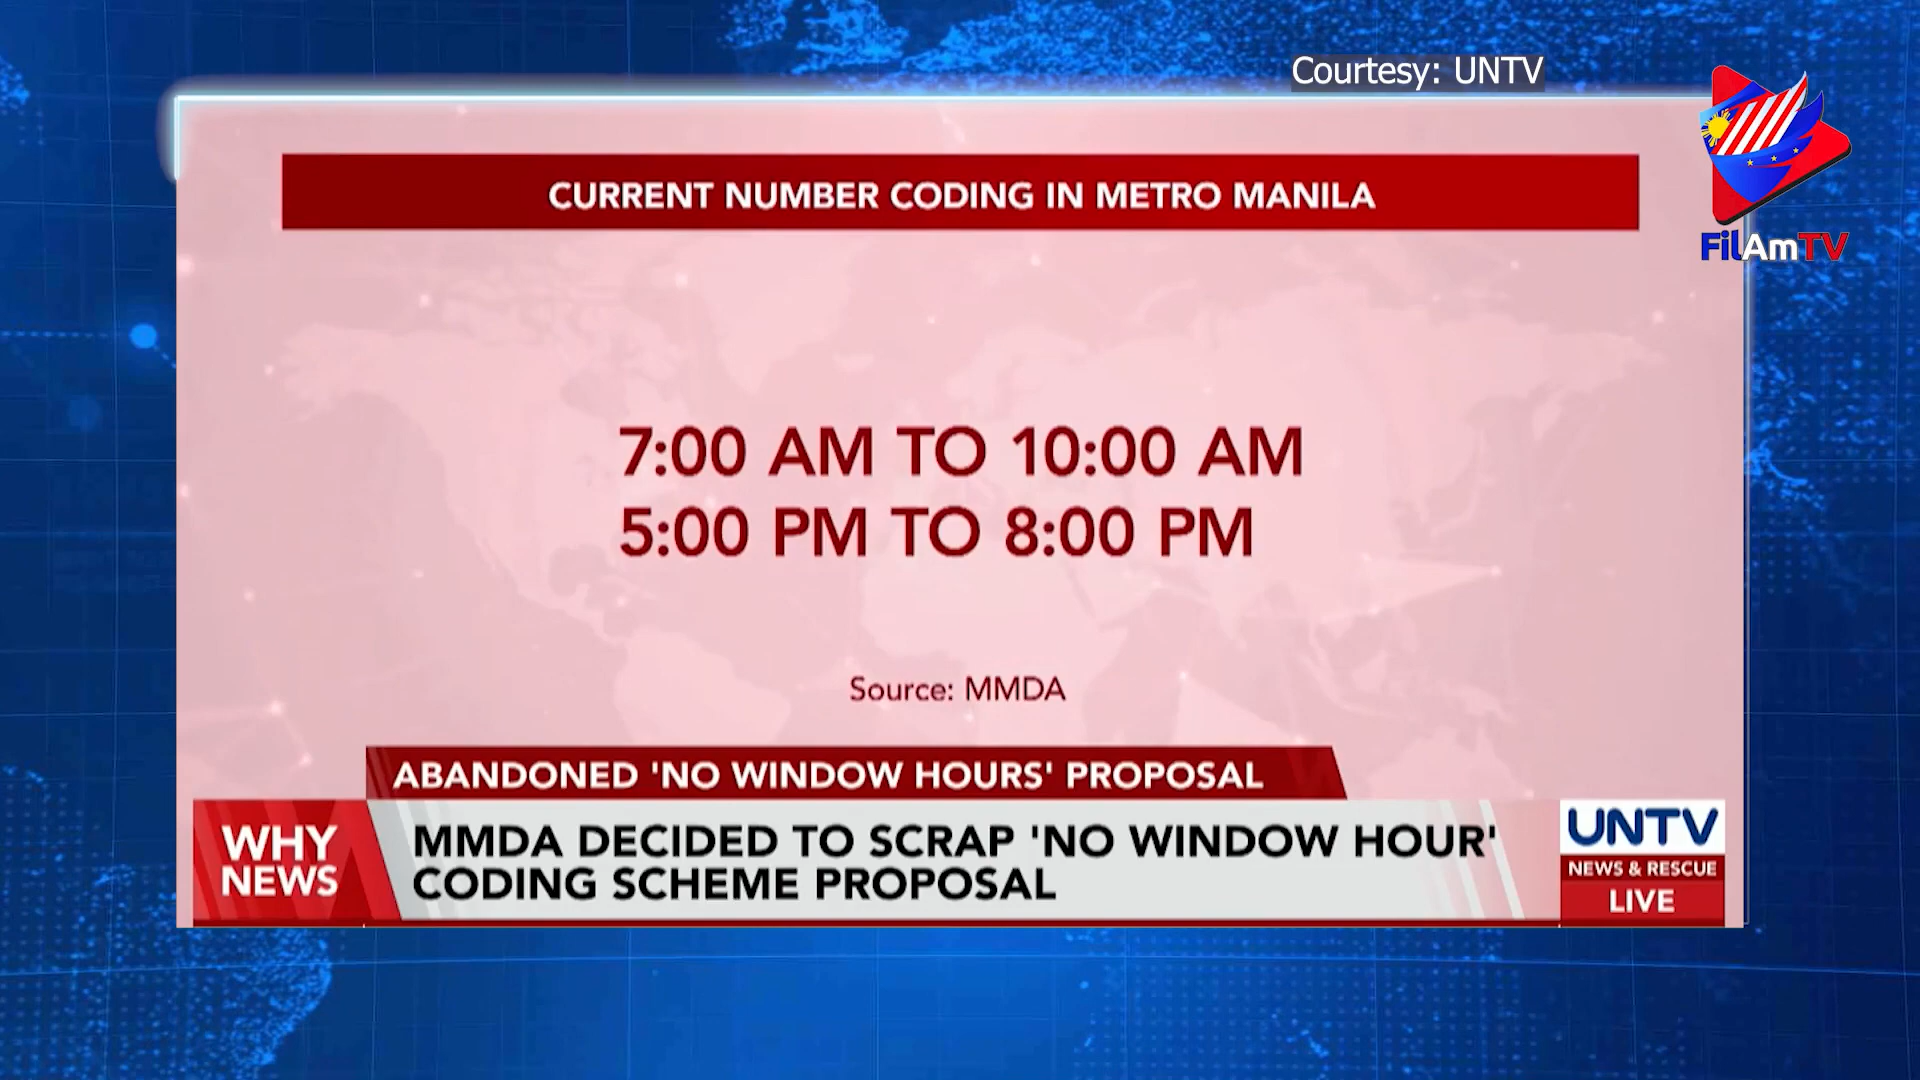 Courtesy: UNTV
FilAmTV
CURRENT NUMBER CODING IN METRO MANILA
7:00 AM TO 10:00 AM
5:00 PM TO 8:00 PM
Source: MMDA
ABANDONED 'NO WINDOW HOURS' PROPOSAL
WHY
NEWS
MMDA DECIDED TO SCRAP 'NO WINDOW HOUR'
CODING SCHEME PROPOSAL
UNTV
NEWS & RESCUE
LIVE